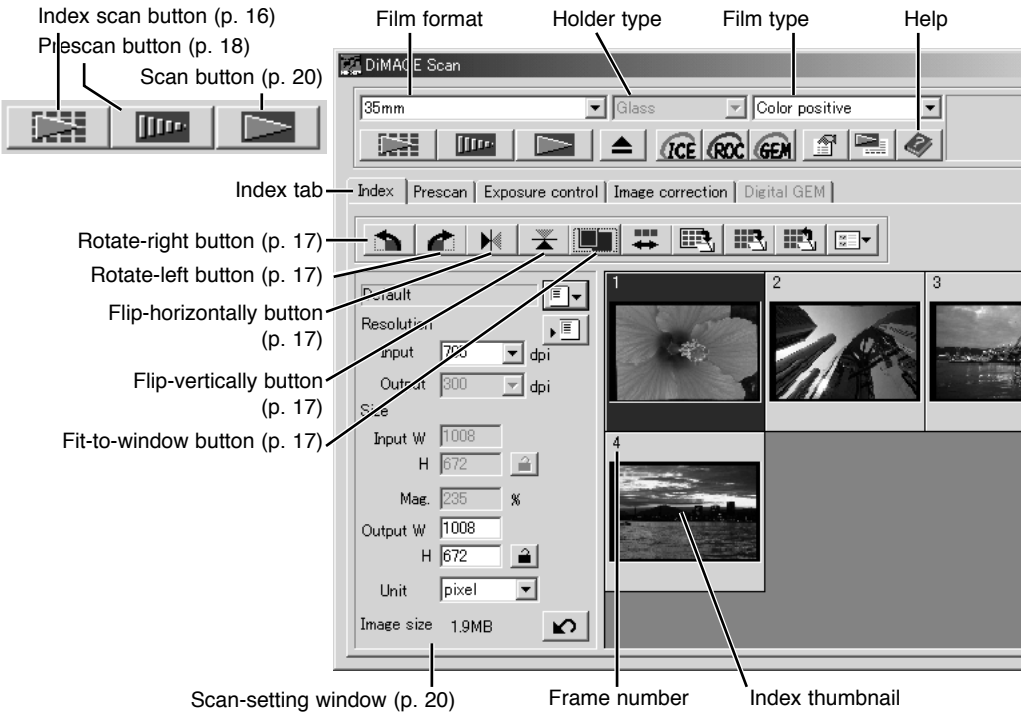 Index scan button (p. 16)
Prescan button (p. 18)
Scan button (p. 20)
Film format
Holder type
Film type
Help
DiMAGE Scan
35mm
Glass
Color positive
ICE
ROC
GEM
Index tab
Index
Prescan
Exposure control
Image correction
Digital GEM
Rotate-right button (p. 17)
Rotate-left button (p. 17)
Flip-horizontally button
(p. 17)
Flip-vertically button
(p. 17)
Fit-to-window button (p. 17)
Default
Resolution
Input
dpi
Output 300 dpi
Size
Input W 1008
H 672
Mag. 235 %
Output W 1008
H 672
Unit pixel
Image size 1.9MB
1
2
3
4
Scan-setting window (p. 20)
Frame number
Index thumbnail